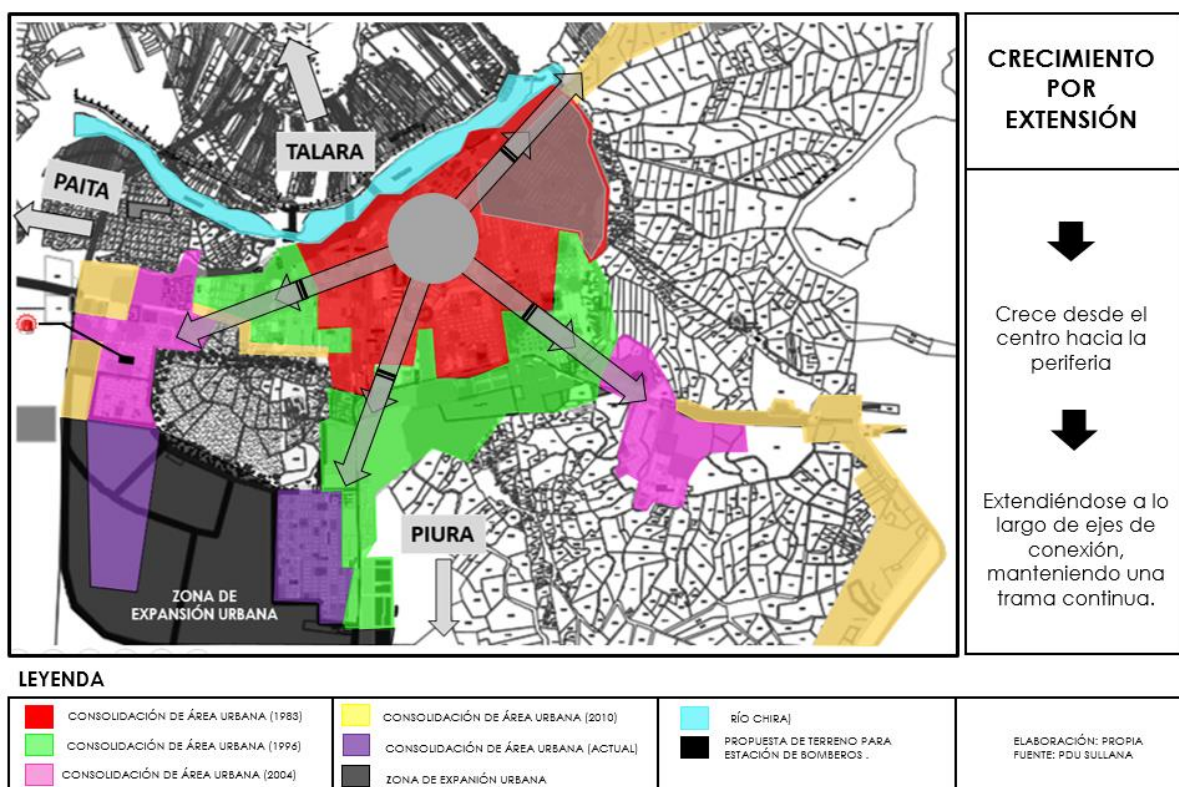 TALARA
PAITA
PIURA
ZONA DE
EXPANSIÓN URBANA
CRECIMIENTO
POR
EXTENSIÓN
Crece desde el
centro hacia la
periferia
Extendiéndose a lo
largo de ejes de
conexión,
manteniendo una
trama continua.
LEYENDA
CONSOLIDACIÓN DE ÁREA URBANA (1983)
CONSOLIDACIÓN DE ÁREA URBANA (1996)
CONSOLIDACIÓN DE ÁREA URBANA (2004)
CONSOLIDACIÓN DE ÁREA URBANA (2010)
CONSOLIDACIÓN DE ÁREA URBANA (ACTUAL)
ZONA DE EXPANIÓN URBANA
RÍO CHIRA)
PROPUESTA DE TERRENO PARA
ESTACIÓN DE BOMBEROS .
ELABORACIÓN: PROPIA
FUENTE: PDU SULLANA